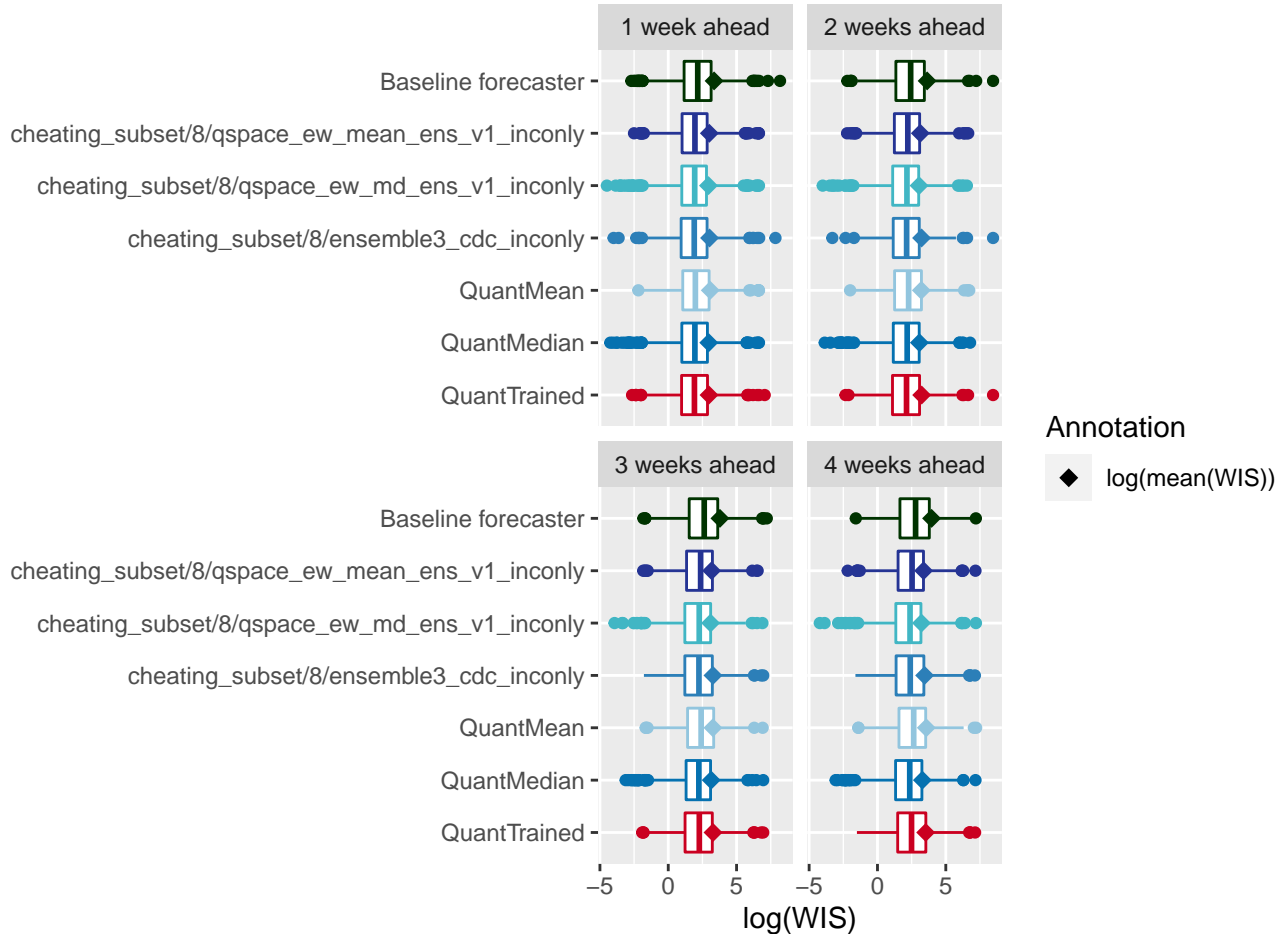 1 week ahead
2 weeks ahead
Baseline forecaster
cheating_subset/8/qspace_ew_mean_ens_v1_inconly
cheating_subset/8/qspace_ew_md_ens_v1_inconly
cheating_subset/8/ensemble3_cdc_inconly
QuantMean
QuantMedian
QuantTrained
3 weeks ahead
4 weeks ahead
Baseline forecaster
cheating_subset/8/qspace_ew_mean_ens_v1_inconly
cheating_subset/8/qspace_ew_md_ens_v1_inconly
cheating_subset/8/ensemble3_cdc_inconly
QuantMean
QuantMedian
QuantTrained
−5 0 5 −5 0 5
log(WIS)
Annotation
log(mean(WIS))